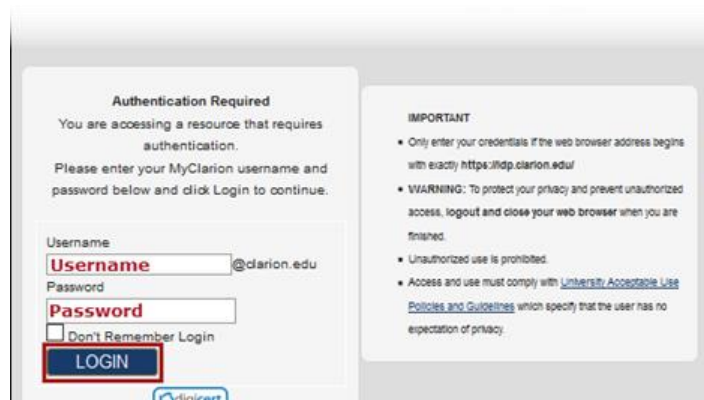 Authentication Required
You are accessing a resource that requires
authentication.
Please enter your MyClarion username and
password below and click Login to continue.
Username
Username @clarion.edu
Password
Password
Don't Remember Login
LOGIN
digicert
IMPORTANT
Only enter your credentials if the web browser address begins
with exactly https://idp.clarion.edu/
WARNING: To protect your privacy and prevent unauthorized
access, logout and close your web browser when you are
finished.
Unauthorized use is prohibited.
Access and use must comply with University Acceptable Use
Policies and Guidelines which specify that the user has no
expectation of privacy.